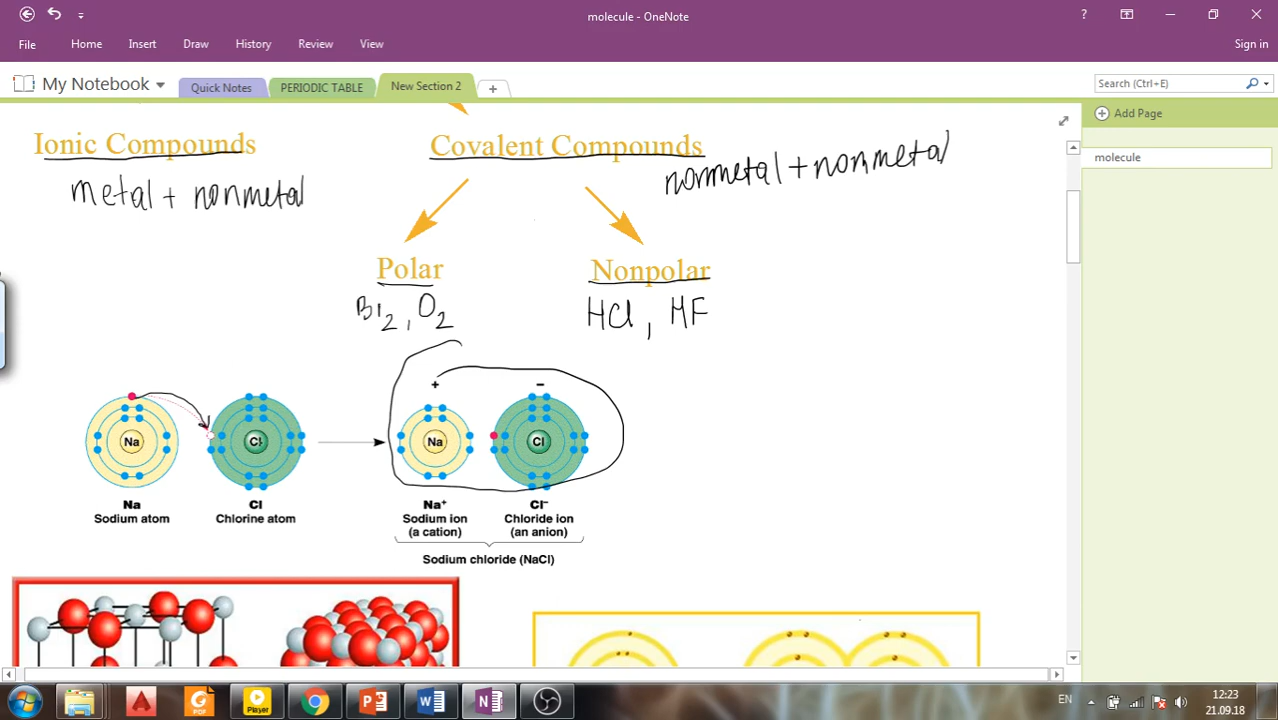 molecule - OneNote
?
File Home Insert Draw History Review View Sign in
My Notebook Quick Notes PERIODIC TABLE New Section 2 + Search (Ctrl+E)
Add Page
molecule
Ionic Compounds Covalent Compounds
metal + nonmetal nonmetal + nonmetal
Polar Nonpolar
Br2, O2 HCl, HF
+ −
Na Cl Na Cl
Na Cl Na+ Cl−
Sodium atom Chlorine atom Sodium ion Chloride ion
(a cation) (an anion)
Sodium chloride (NaCl)
PDF Player P W N EN 12:23
21.09.18